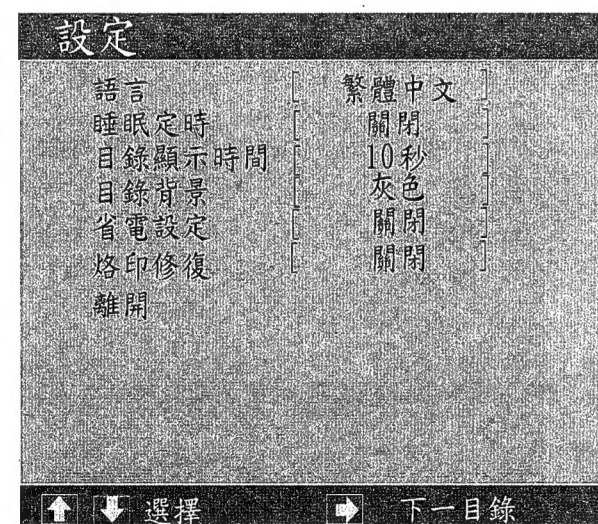 設定
語言 [ 繁體中文 ]
睡眠定時 [ 關閉 ]
目錄顯示時間 [ 10秒 ]
目錄背景 [ 灰色 ]
省電設定 [ 關閉 ]
烙印修復 [ 關閉 ]
離開
選擇 下一目錄